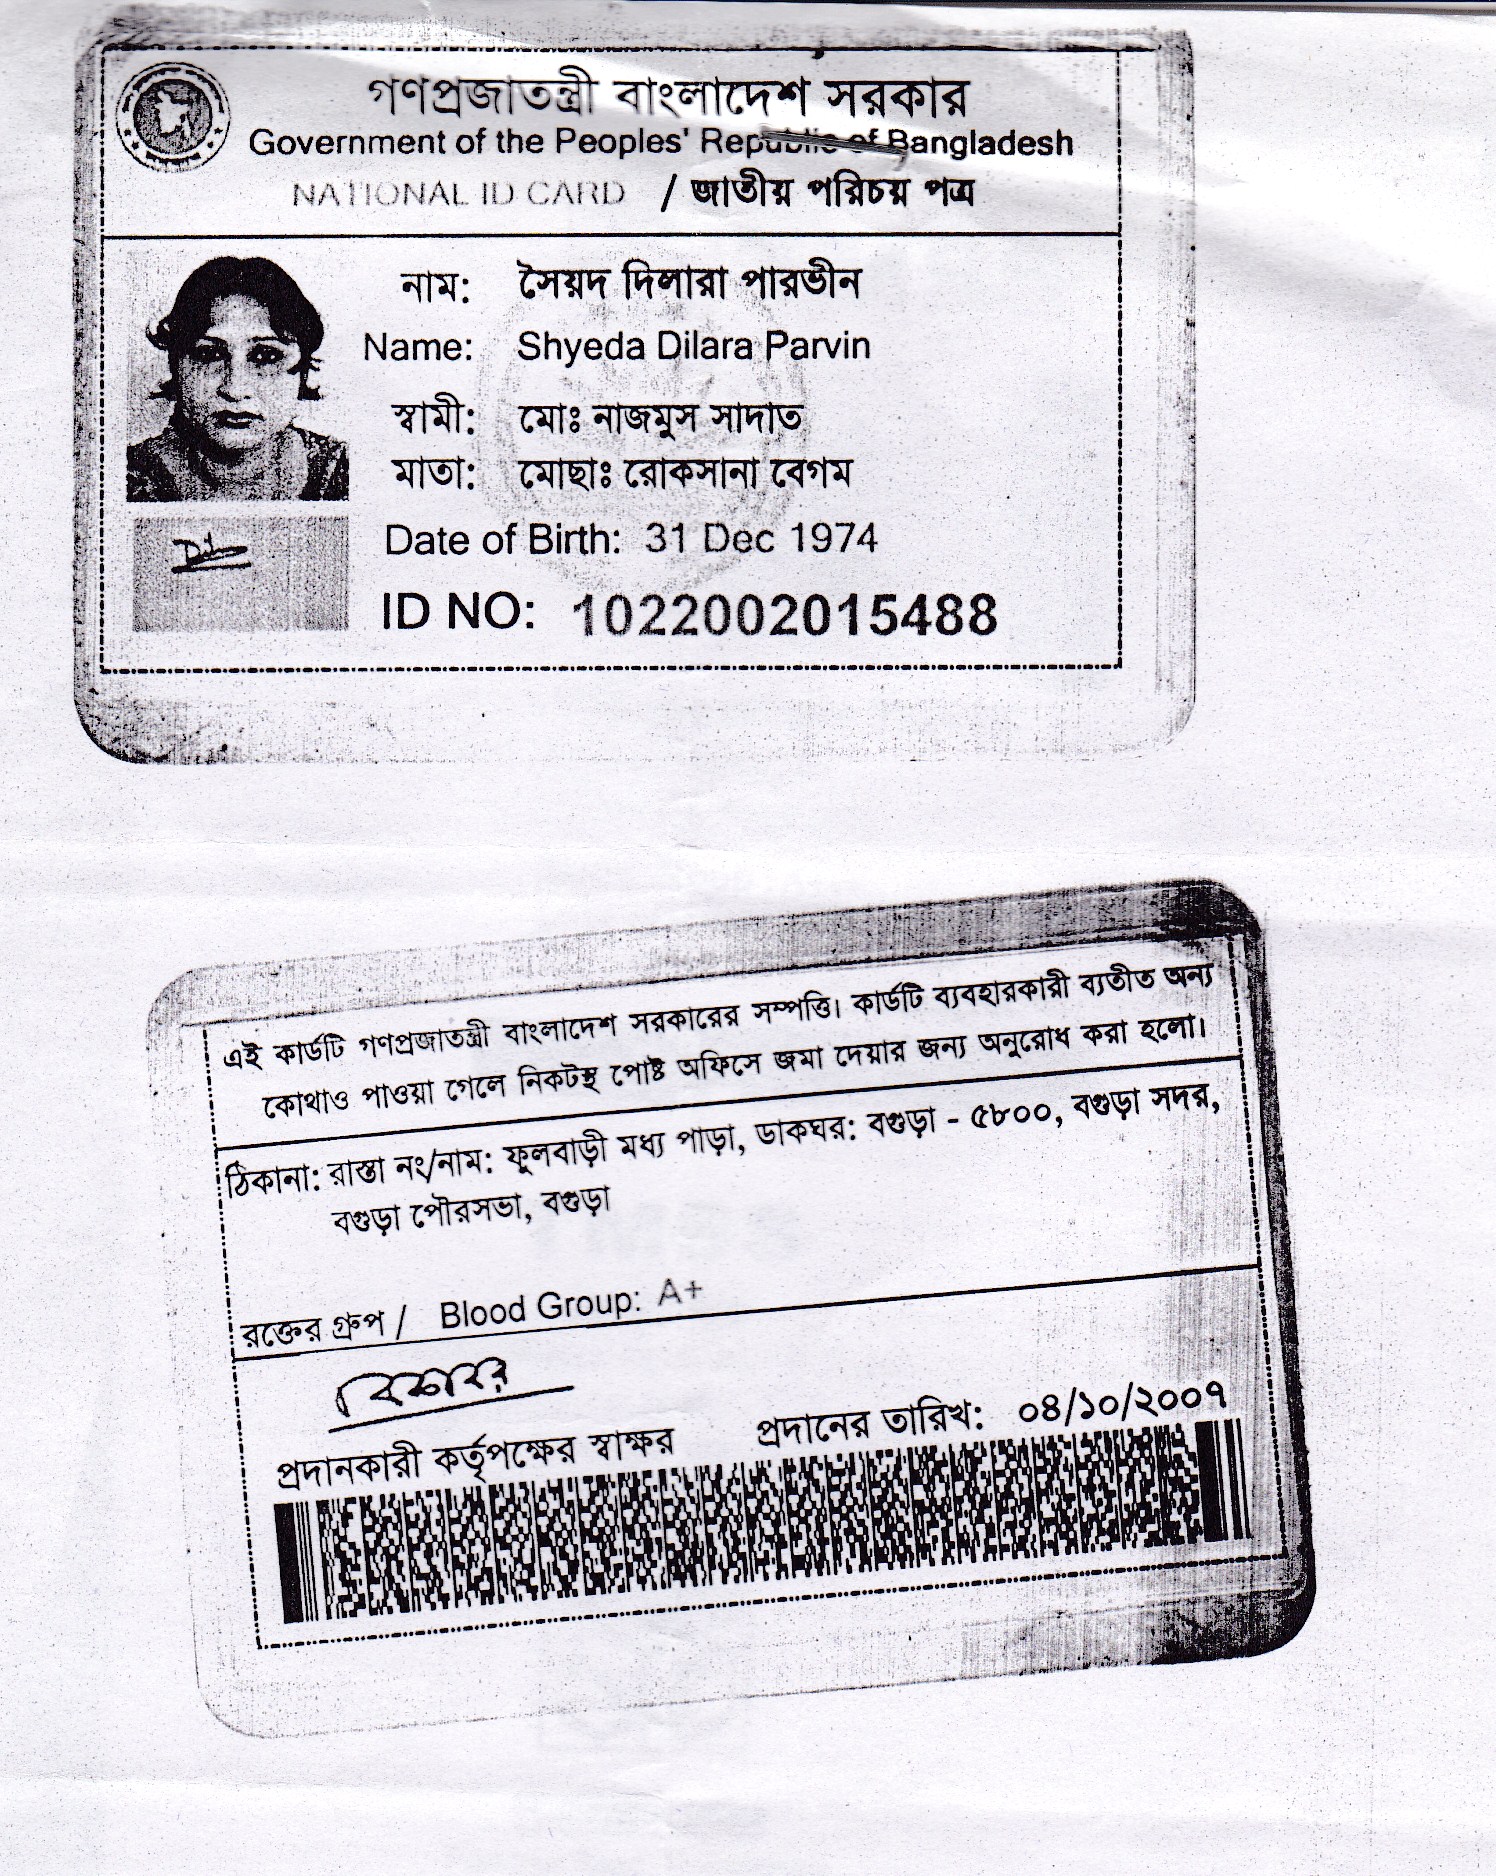 গণপ্রজাতন্ত্রী বাংলাদেশ সরকার
Government of the Peoples' Republic of Bangladesh
NATIONAL ID CARD / জাতীয় পরিচয় পত্র
নাম: সৈয়দ দিলারা পারভীন
Name: Shyeda Dilara Parvin
স্বামী: মোঃ নাজমুস সাদাত
মাতা: মোছাঃ রোকসানা বেগম
Date of Birth: 31 Dec 1974
ID NO: 1022002015488
এই কার্ডটি গণপ্রজাতন্ত্রী বাংলাদেশ সরকারের সম্পত্তি। কার্ডটি ব্যবহারকারী ব্যতীত অন্য
কোথাও পাওয়া গেলে নিকটস্থ পোষ্ট অফিসে জমা দেয়ার জন্য অনুরোধ করা হলো।
ঠিকানা: রাস্তা নং/নাম: ফুলবাড়ী মধ্য পাড়া, ডাকঘর: বগুড়া - ৫৮০০, বগুড়া সদর,
বগুড়া পৌরসভা, বগুড়া
রক্তের গ্রুপ / Blood Group: A+
প্রদানকারী কর্তৃপক্ষের স্বাক্ষর প্রদানের তারিখ: ০৪/১০/২০০৭